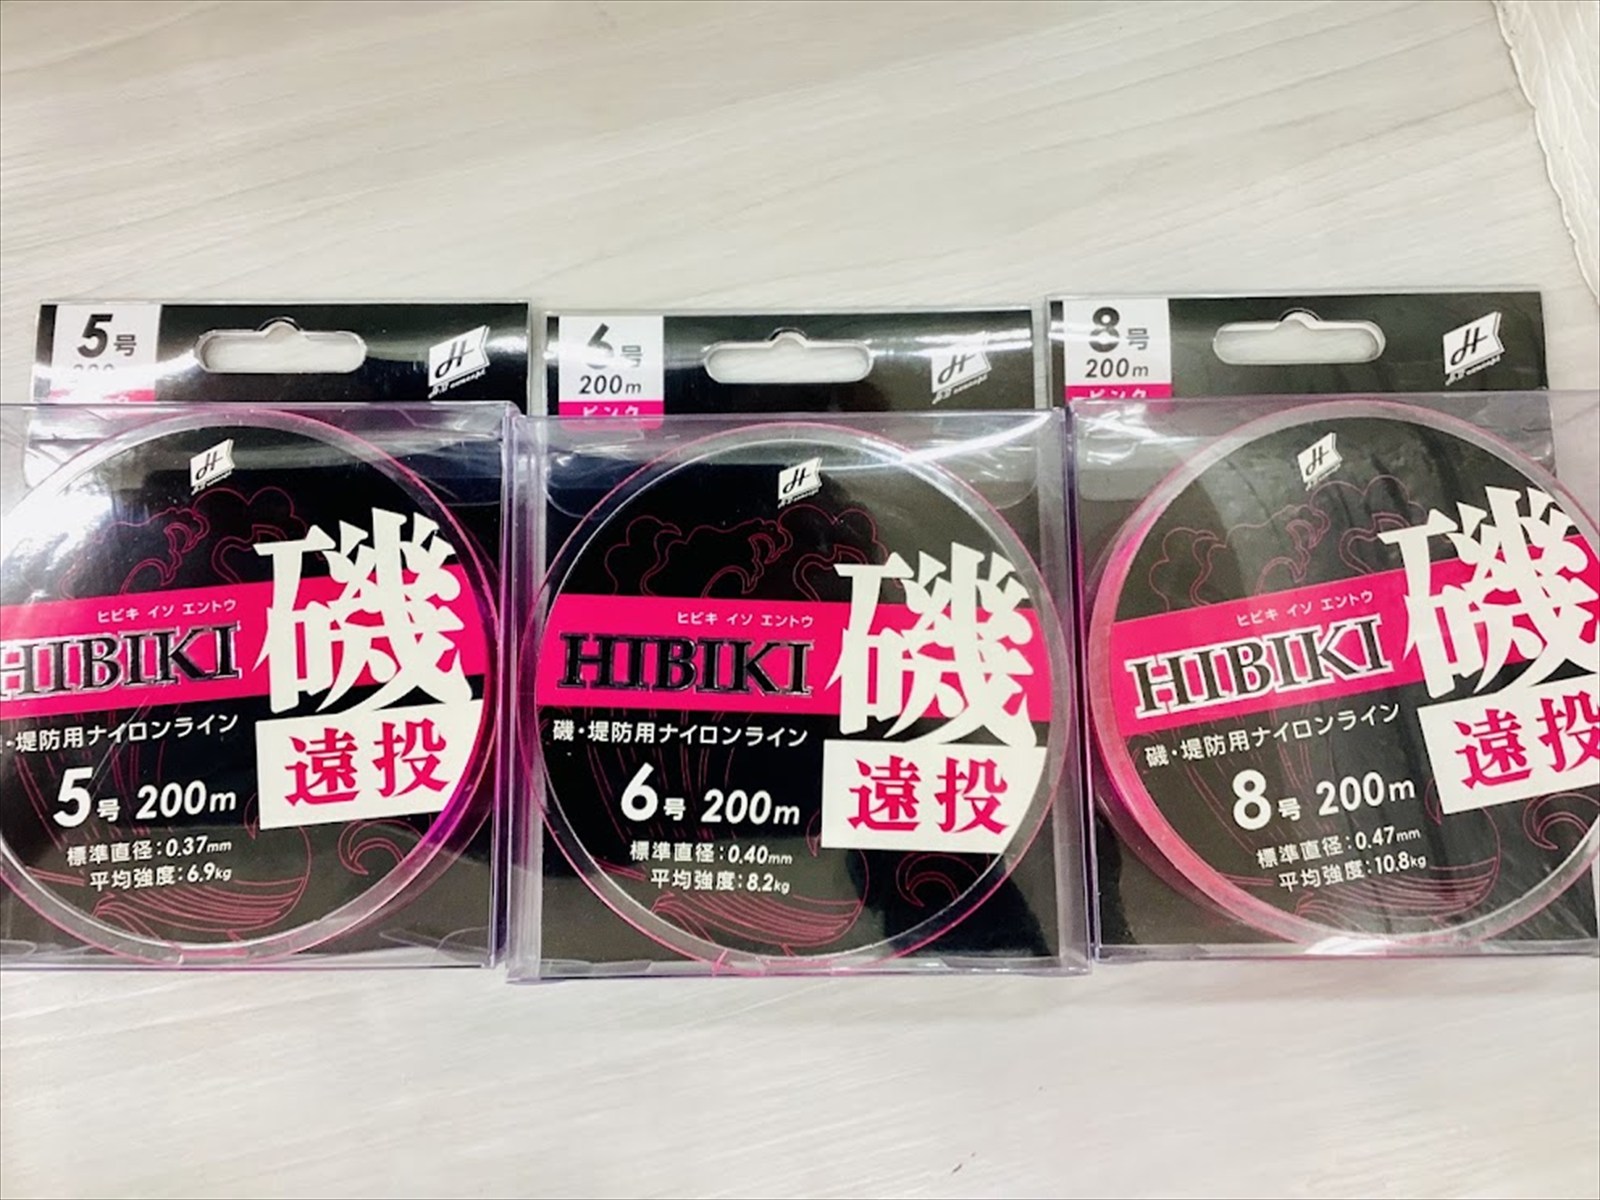 5号
ヒビキ イソ エントウ
HIBIKI
磯
遠投
・堤防用ナイロンライン
5号 200m
標準直径:0.37mm
平均強度:6.9kg
6号
200m
ピンク
ヒビキ イソ エントウ
HIBIKI
磯
遠投
磯・堤防用ナイロンライン
6号 200m
標準直径:0.40mm
平均強度:8.2kg
8号
200m
ピンク
ヒビキ イソ エントウ
HIBIKI
磯
遠投
磯・堤防用ナイロンライン
8号 200m
標準直径:0.47mm
平均強度:10.8kg